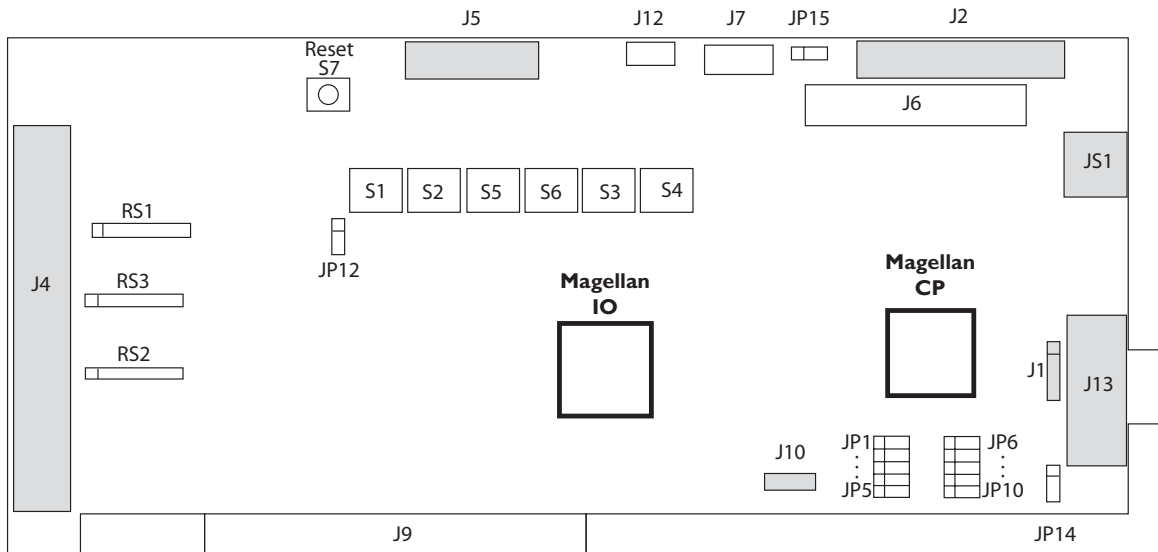 J5
J12
J7
JP15
J2
Reset
S7
J6
JS1
S1
S2
S5
S6
S3
S4
RS1
JP12
J4
RS3
Magellan
IO
Magellan
CP
RS2
J1
J13
J10
JP1
JP6
JP5
JP10
J9
JP14